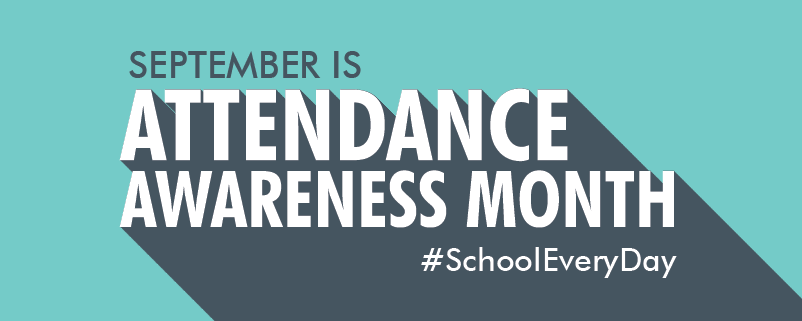 SEPTEMBER IS
ATTENDANCE
AWARENESS MONTH
#SchoolEveryDay